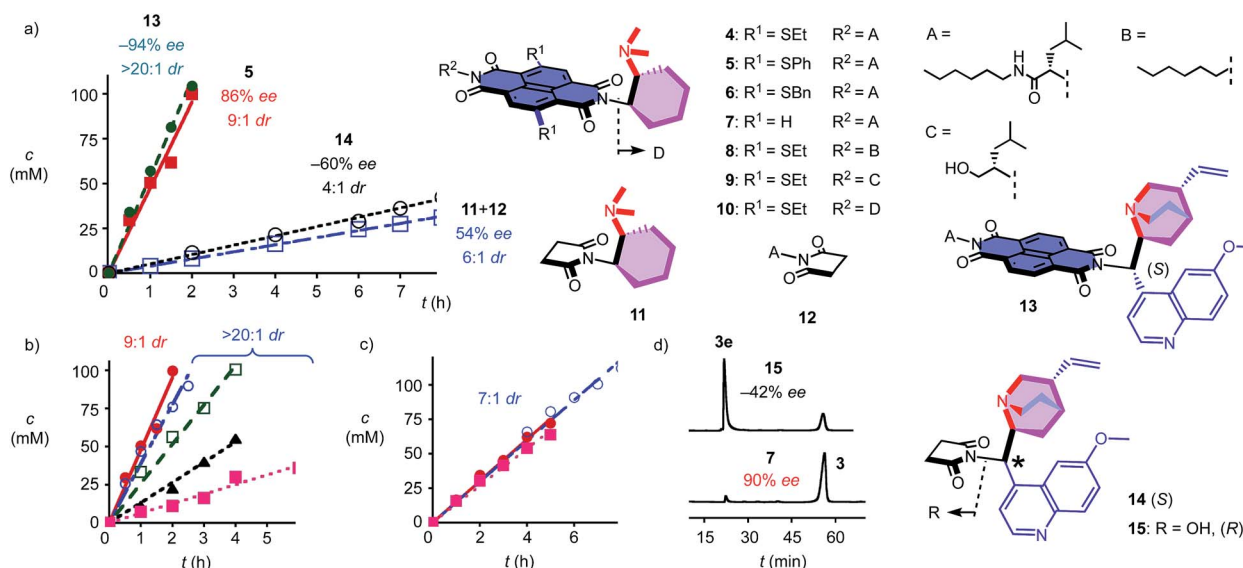 a)
13
–94% ee
>20:1 dr
5
86% ee
9:1 dr
14
–60% ee
4:1 dr
11+12
54% ee
6:1 dr
c
(mM)
100
75
50
25
0
0 1 2 3 4 5 6 7 t (h)
R¹
R²
N
O
O
O
O
N
N
R¹
D
4: R¹ = SEt R² = A
5: R¹ = SPh R² = A
6: R¹ = SBn R² = A
7: R¹ = H R² = A
8: R¹ = SEt R² = B
9: R¹ = SEt R² = C
10: R¹ = SEt R² = D
A =
H
N
O
B =
C =
HO
N
O
N
O
11
A
N
O
O
12
N
A
N
O
O
O
O
N
(S)
O
N
13
b)
9:1 dr
>20:1 dr
c
(mM)
100
75
50
25
0
0 1 2 3 4 5
t (h)
c)
7:1 dr
c
(mM)
100
75
50
25
0
0 2 4 6
t (h)
d)
3e
15
–42% ee
7
90% ee
3
15 30 45 60
t (min)
N
O
N
O
*
O
R
N
14 (S)
15: R = OH, (R)